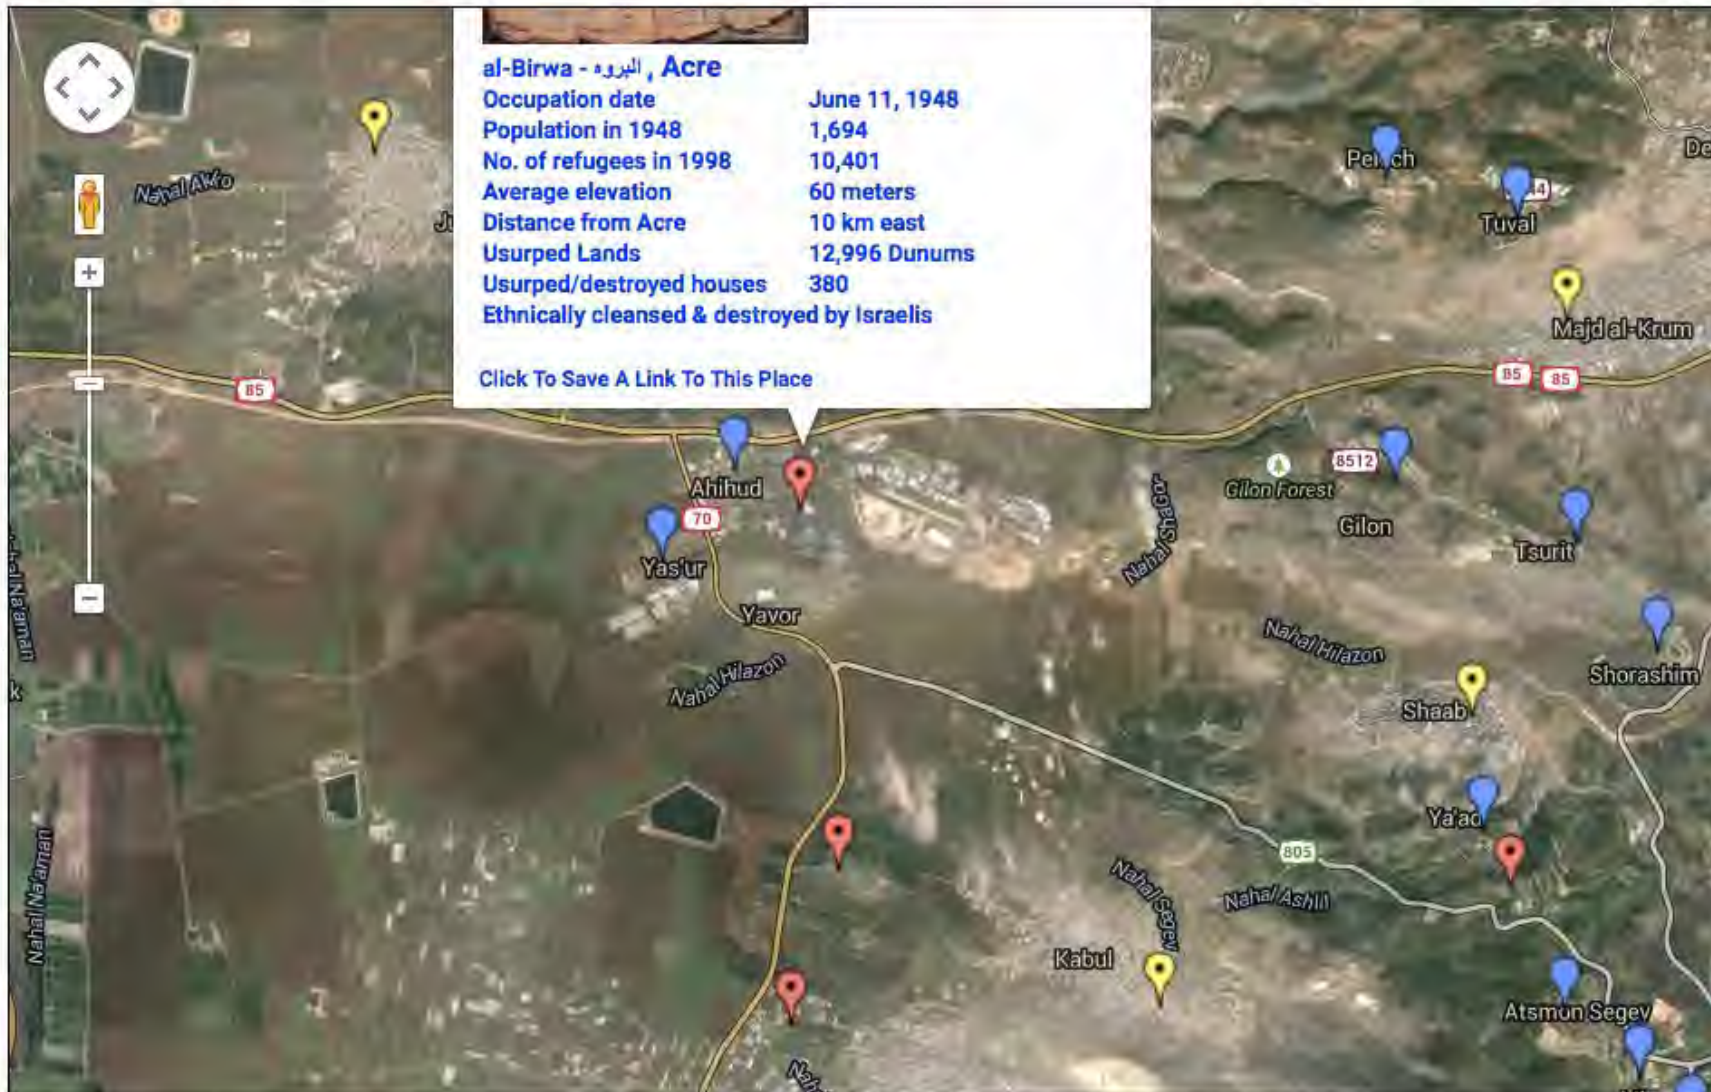 al-Birwa - البروه , Acre
Occupation date June 11, 1948
Population in 1948 1,694
No. of refugees in 1998 10,401
Average elevation 60 meters
Distance from Acre 10 km east
Usurped Lands 12,996 Dunums
Usurped/destroyed houses 380
Ethnically cleansed & destroyed by Israelis
Click To Save A Link To This Place
Nahal Akko
Tuval
Majd al-Krum
85
85
85
Ahihud
70
Yas'ur
Yavor
8512
Gilon Forest
Gilon
Nahal Shagor
Tsurit
Nahal Hilazon
Nahal Hilazon
Shorashim
Shaab
Ya'ad
805
Nahal Segev
Nahal Ashlil
Kabul
Atsmon Segev
Nahal Na'aman
Nahal Na'aman